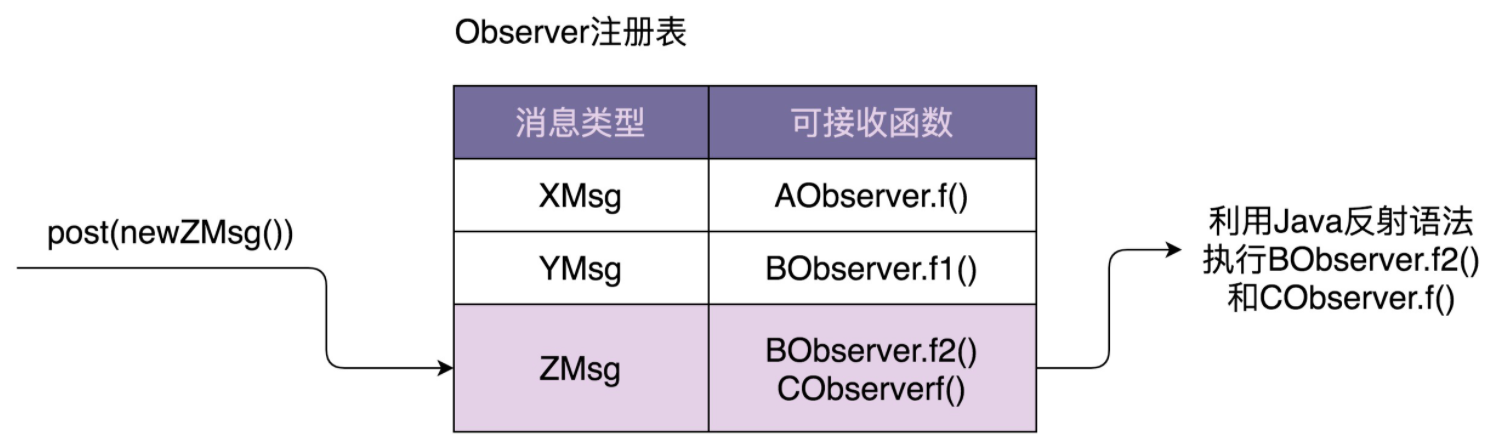 Observer注册表
消息类型 可接收函数
XMsg AObserver.f()
post(newZMsg())
YMsg BObserver.f1()
ZMsg
BObserver.f2()
CObserverf()
利用Java反射语法
执行BObserver.f2()
和CObserver.f()